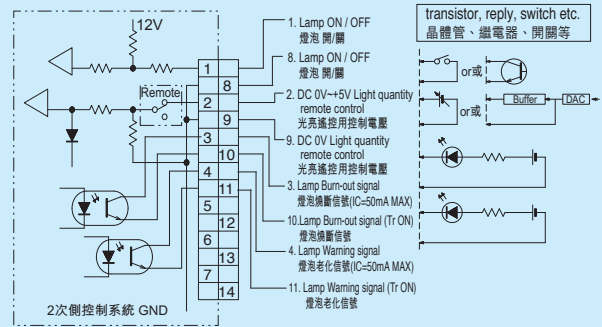 12V
Remote
1
8
2
9
3
10
4
11
5
12
6
13
7
14
2次側控制系統 GND
1. Lamp ON / OFF
燈泡 開/關
8. Lamp ON / OFF
燈泡 開/關
2. DC 0V~+5V Light quantity
remote control
光亮遙控用控制電壓
9. DC 0V Light quantity
remote control
光亮遙控用控制電壓
3. Lamp Burn-out signal
燈泡燒斷信號(IC=50mA MAX)
10.Lamp Burn-out signal (Tr ON)
燈泡燒斷信號
4. Lamp Warning signal
燈泡老化信號(IC=50mA MAX)
11. Lamp Warning signal (Tr ON)
燈泡老化信號
transistor, reply, switch etc.
晶體管、繼電器、開關等
or或
or或
Buffer
DAC